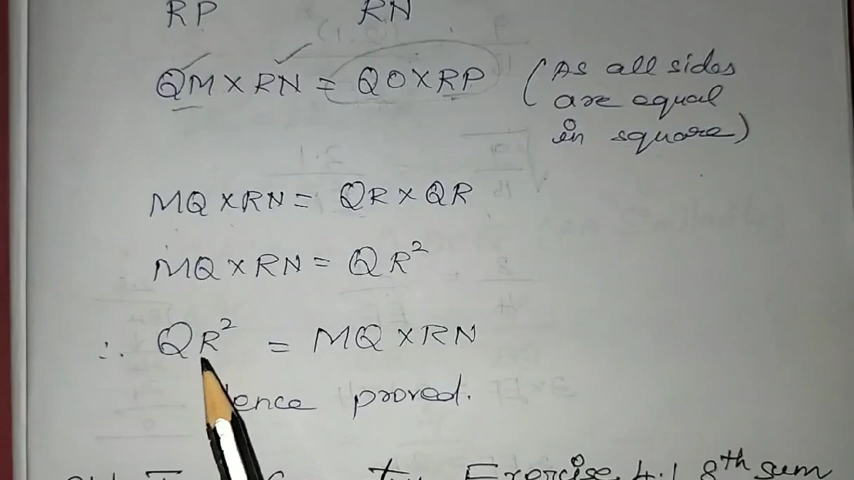 RP RN
QM × RN = QO × RP (As all sides
are equal
in square)
MQ × RN = QR × QR
MQ × RN = QR²
∴ QR² = MQ × RN
ence proved.
Exercise 4.1 8th sum